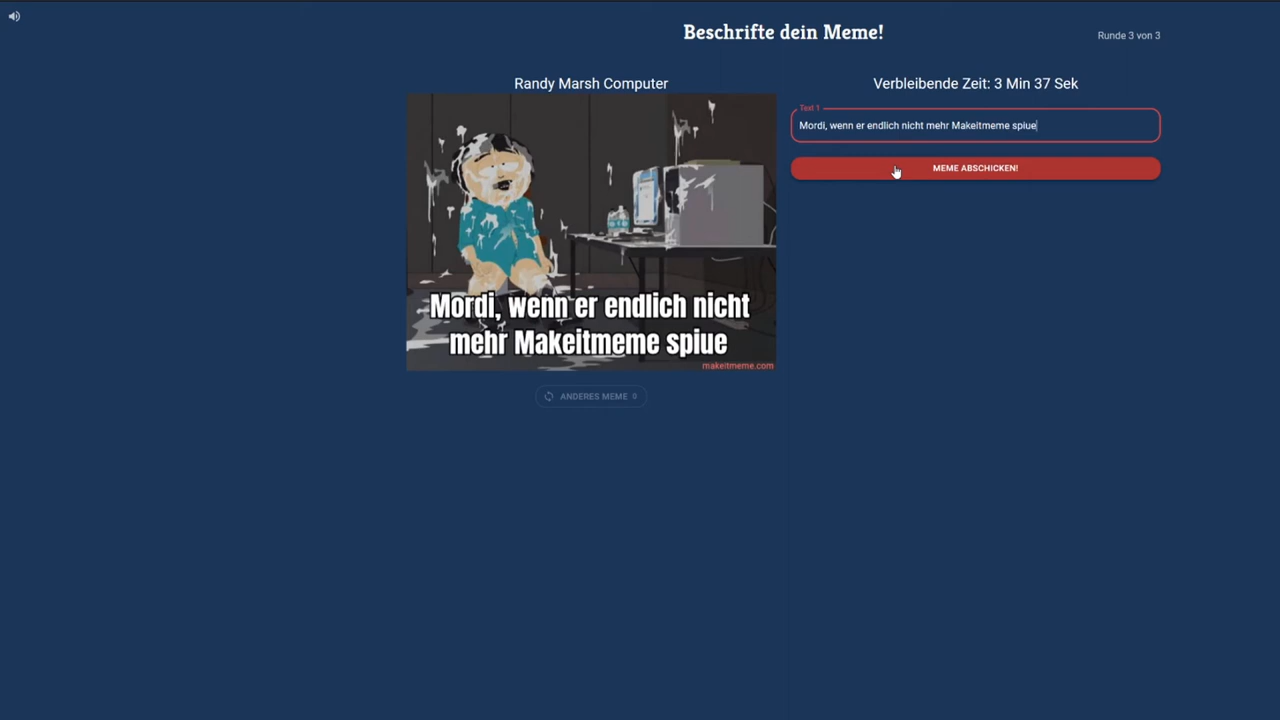 Beschrifte dein Meme!
Runde 3 von 3
Randy Marsh Computer
Mordi, wenn er endlich nicht
mehr Makeitmeme spiue
makeitmeme.com
ANDERES MEME 0
Verbleibende Zeit: 3 Min 37 Sek
Text 1
Mordi, wenn er endlich nicht mehr Makeitmeme spiue
MEME ABSCHICKEN!